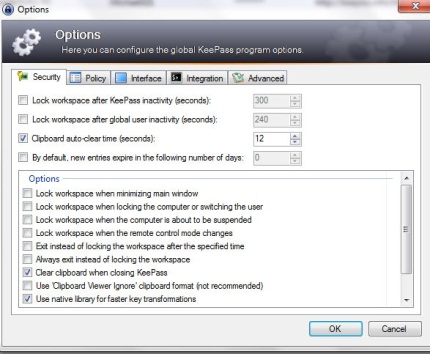 Options
Options
Here you can configure the global KeePass program options.
Security Policy Interface Integration Advanced
Lock workspace after KeePass inactivity (seconds): 300
Lock workspace after global user inactivity (seconds): 240
Clipboard auto-clear time (seconds): 12
By default, new entries expire in the following number of days: 0
Options
Lock workspace when minimizing main window
Lock workspace when locking the computer or switching the user
Lock workspace when the computer is about to be suspended
Lock workspace when the remote control mode changes
Exit instead of locking the workspace after the specified time
Always exit instead of locking the workspace
Clear clipboard when closing KeePass
Use 'Clipboard Viewer Ignore' clipboard format (not recommended)
Use native library for faster key transformations
OK Cancel